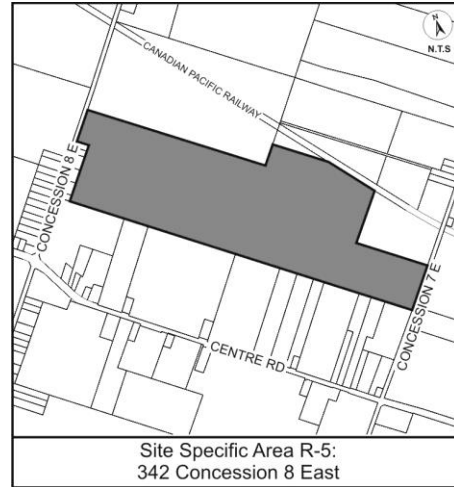 N
N.T.S
CANADIAN PACIFIC RAILWAY
CONCESSION 8 E
CONCESSION 7 E
CENTRE RD
Site Specific Area R-5:
342 Concession 8 East